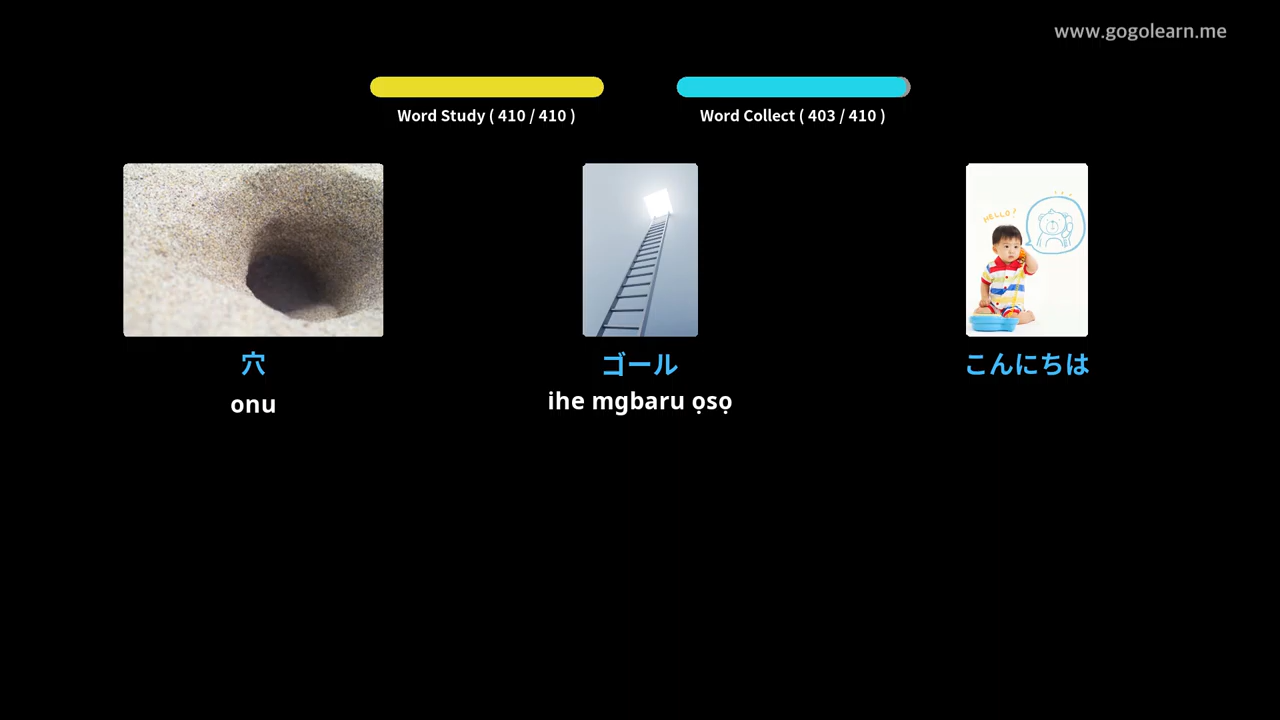 www.gogolearn.me
Word Study ( 410 / 410 )
Word Collect ( 403 / 410 )
HELLO?
穴
ゴール
こんにちは
onu
ihe mgbaru ọsọ